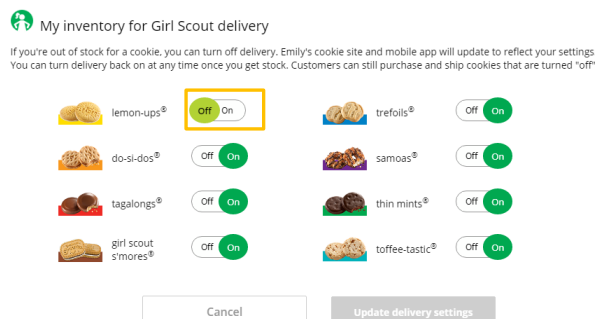 My inventory for Girl Scout delivery
If you're out of stock for a cookie, you can turn off delivery. Emily's cookie site and mobile app will update to reflect your settings
You can turn delivery back on at any time once you get stock. Customers can still purchase and ship cookies that are turned "off"
lemon-ups® Off On
trefoils® Off On
do-si-dos® Off On
samoas® Off On
tagalongs® Off On
thin mints® Off On
girl scout
s'mores® Off On
toffee-tastic® Off On
Cancel
Update delivery settings